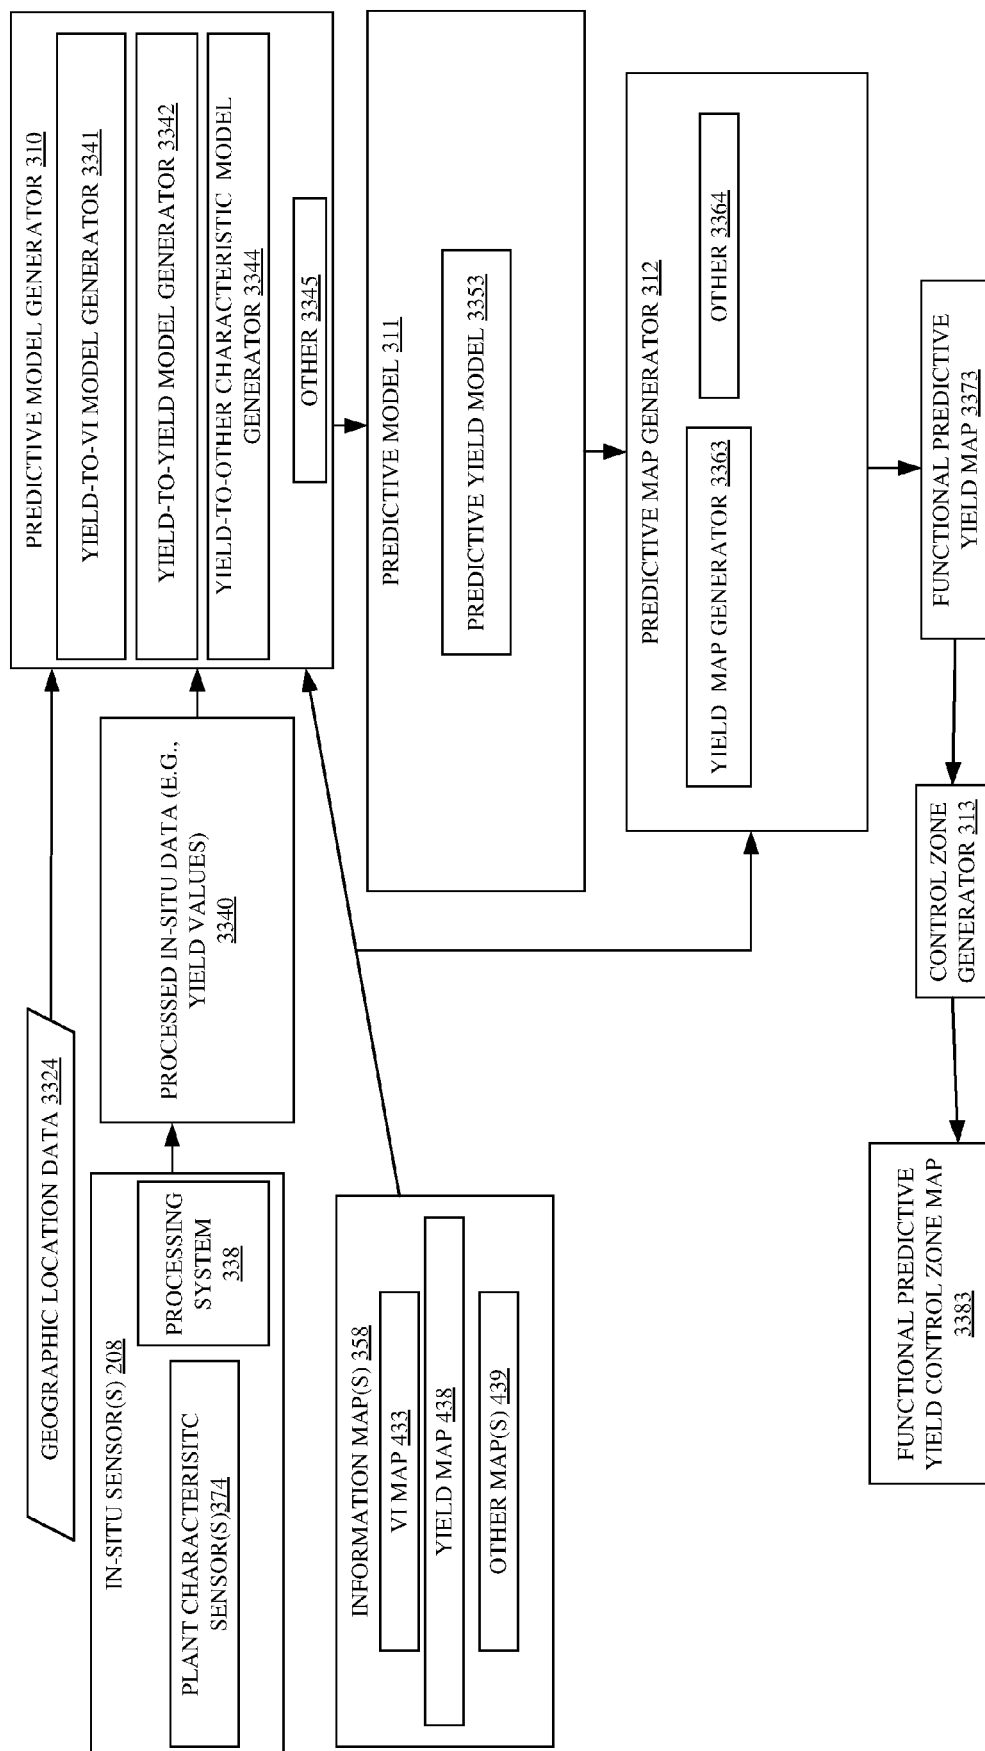 GEOGRAPHIC LOCATION DATA 3324
IN-SITU SENSOR(S) 208
PLANT CHARACTERISITC
SENSOR(S)374
PROCESSING
SYSTEM
338
PROCESSED IN-SITU DATA (E.G.,
YIELD VALUES)
3340
INFORMATION MAP(S) 358
VI MAP 433
YIELD MAP 438
OTHER MAP(S) 439
PREDICTIVE MODEL GENERATOR 310
YIELD-TO-VI MODEL GENERATOR 3341
YIELD-TO-YIELD MODEL GENERATOR 3342
YIELD-TO-OTHER CHARACTERISTIC MODEL
GENERATOR 3344
OTHER 3345
PREDICTIVE MODEL 311
PREDICTIVE YIELD MODEL 3353
PREDICTIVE MAP GENERATOR 312
YIELD MAP GENERATOR 3363
OTHER 3364
FUNCTIONAL PREDICTIVE
YIELD MAP 3373
CONTROL ZONE
GENERATOR 313
FUNCTIONAL PREDICTIVE
YIELD CONTROL ZONE MAP
3383